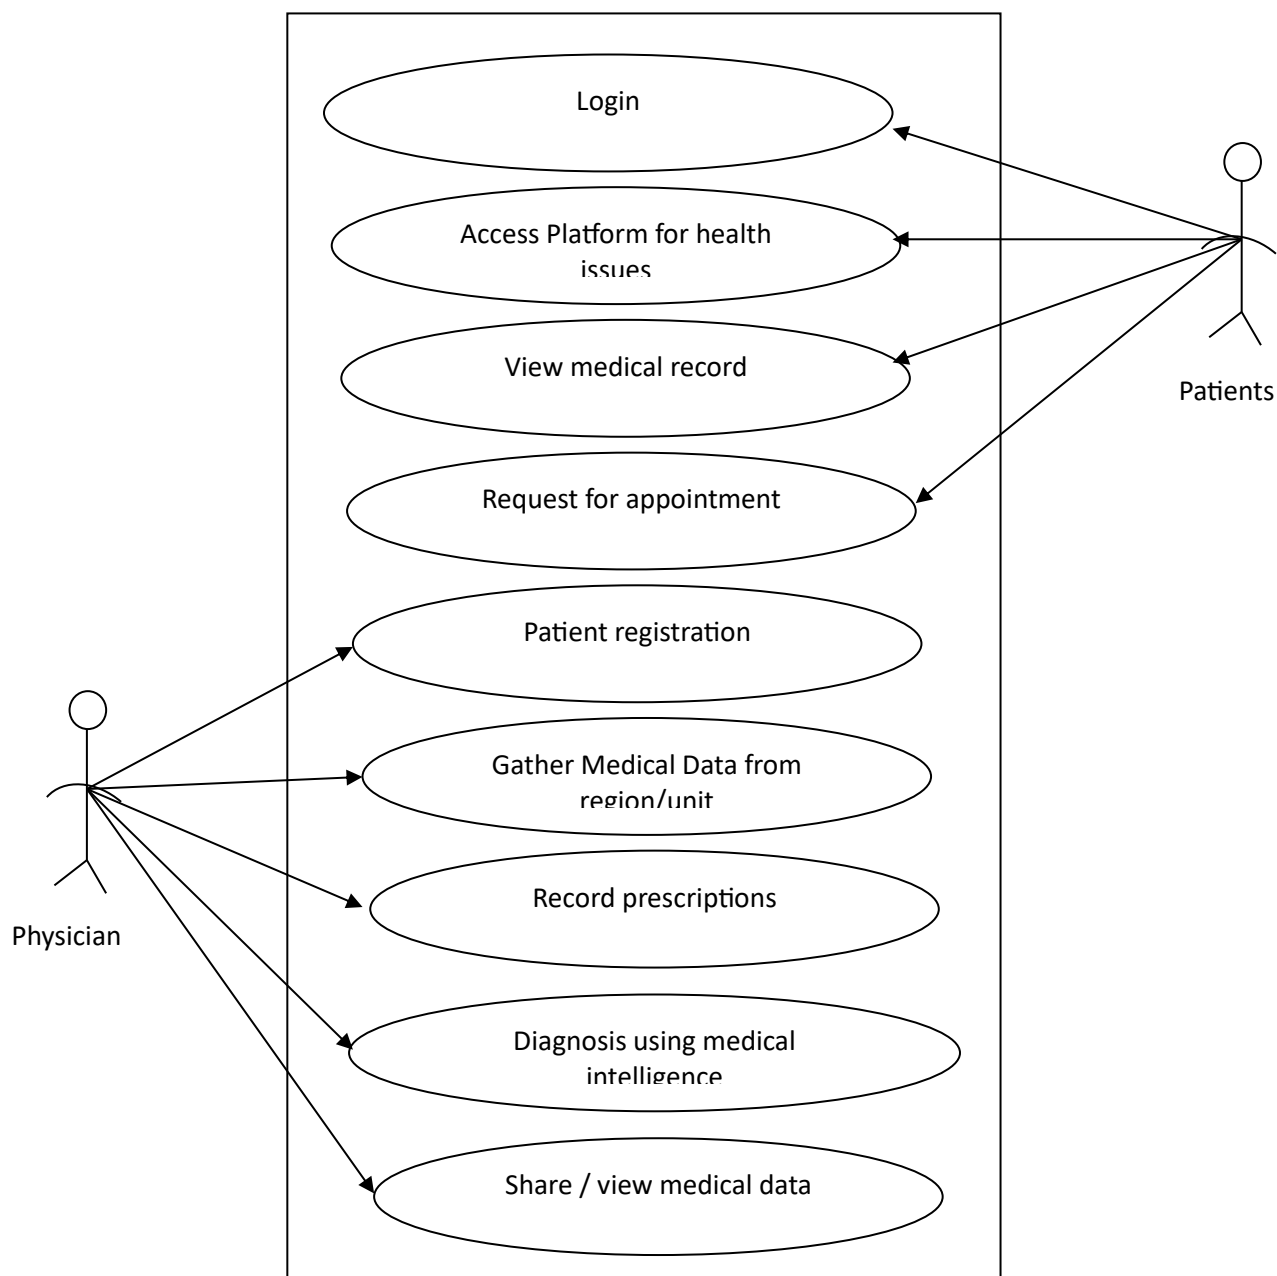 Login
Access Platform for health
issues
View medical record
Patients
Request for appointment
Patient registration
Gather Medical Data from
region/unit
Record prescriptions
Physician
Diagnosis using medical
intelligence
Share / view medical data